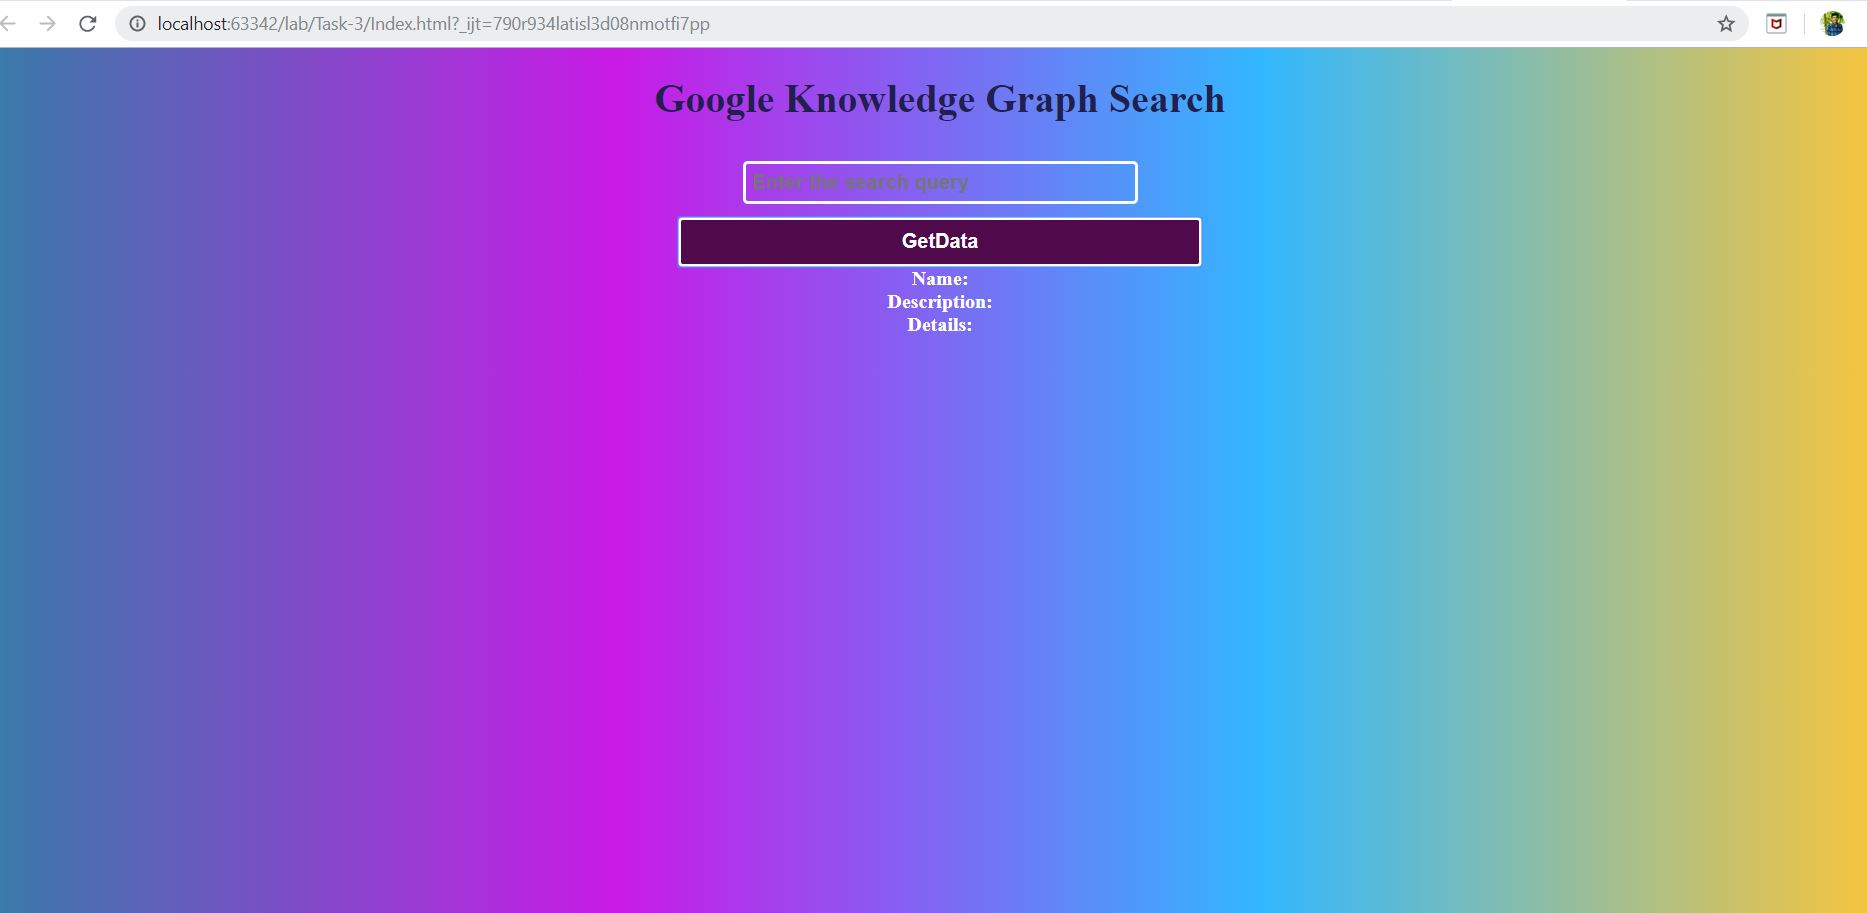 localhost:63342/lab/Task-3/Index.html?_ijt=790r934latisl3d08nmotfi7pp
Google Knowledge Graph Search
Enter the search query
GetData
Name:
Description:
Details: